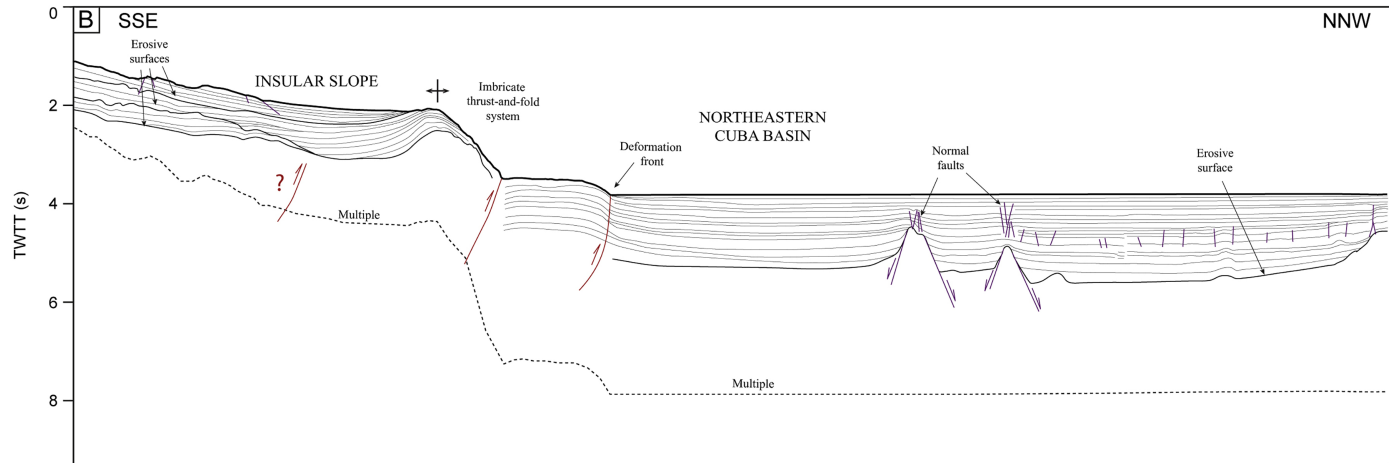 B SSE
NNW
Erosive
surfaces
INSULAR SLOPE
Imbricate
thrust-and-fold
system
NORTHEASTERN
CUBA BASIN
Deformation
front
Normal
faults
Erosive
surface
?
Multiple
Multiple
TWTT (s)
0
2
4
6
8